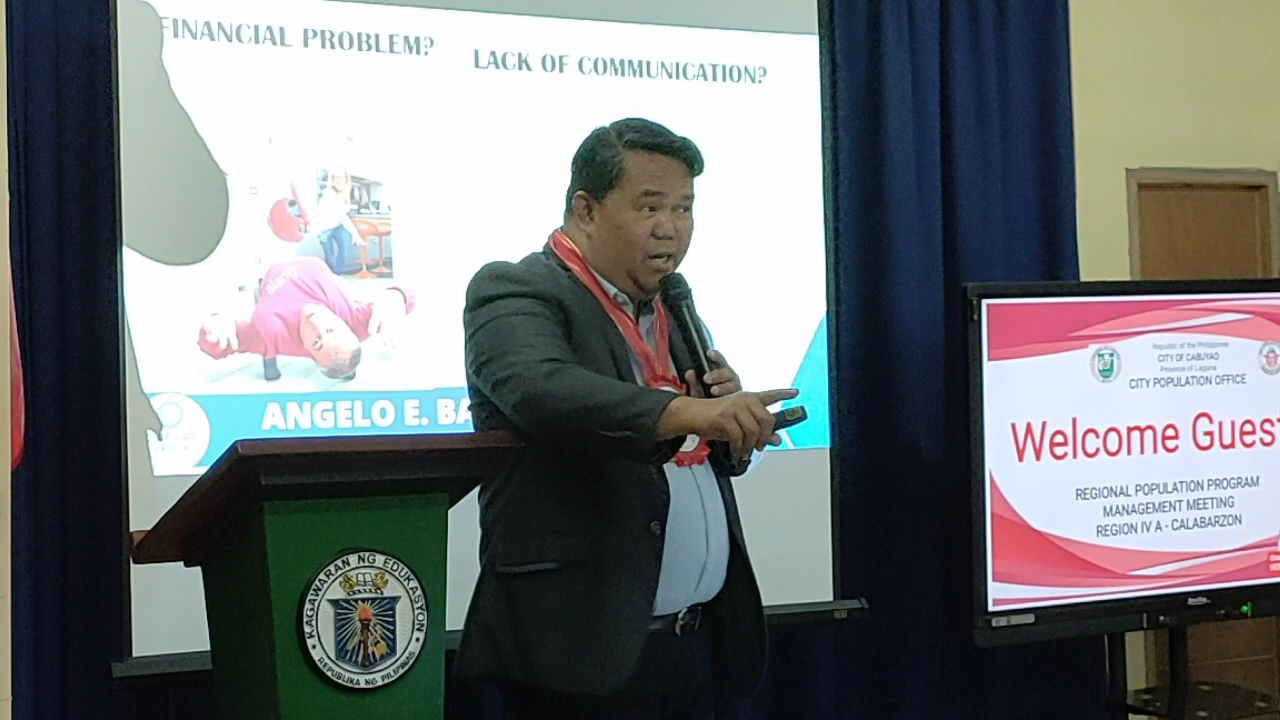 FINANCIAL PROBLEM?
LACK OF COMMUNICATION?
alamy
ANGELO E. BA
KAGAWARAN NG EDUKASYON
REPUBLIKA NG PILIPINAS
Republic of the Philippines
CITY OF CABUYAO
Province of Laguna
CITY POPULATION OFFICE
Welcome Guest
REGIONAL POPULATION PROGRAM
MANAGEMENT MEETING
REGION IV A - CALABARZON